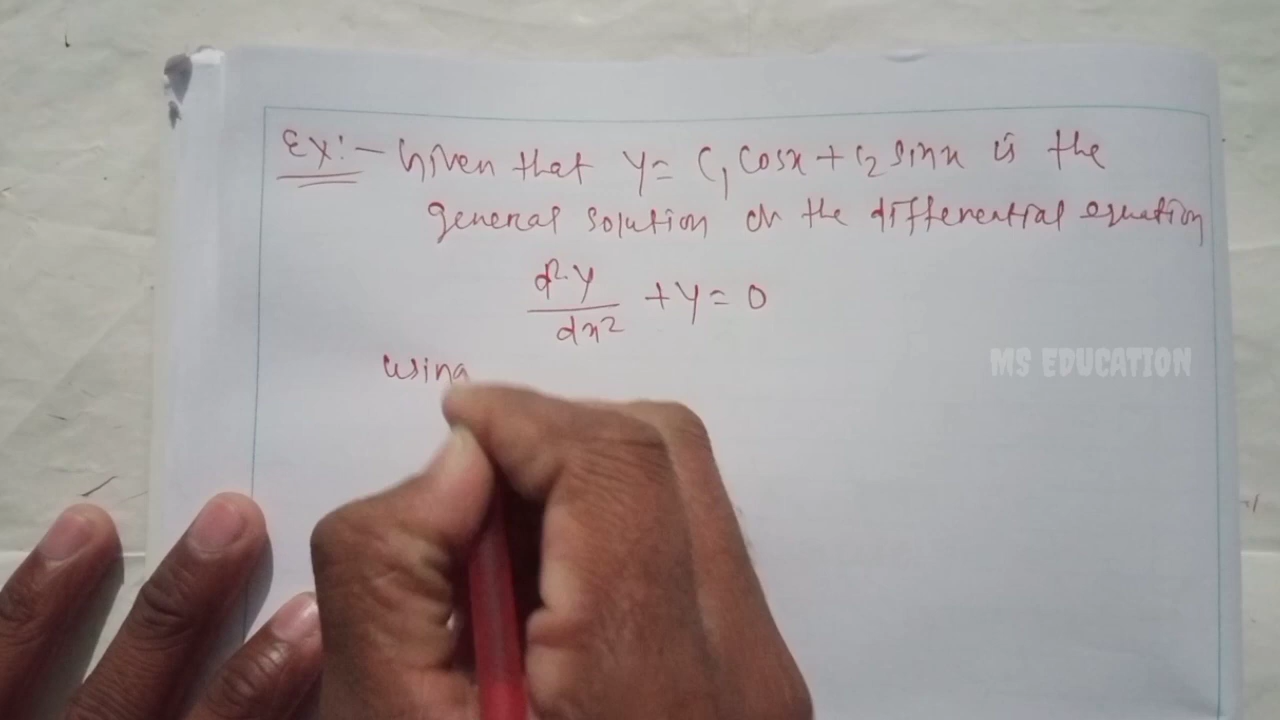 Ex:- Given that y = C₁ cosx + C₂ sinx is the
general solution of the differential equation
d²y/dx² + y = 0
using
MS EDUCATION